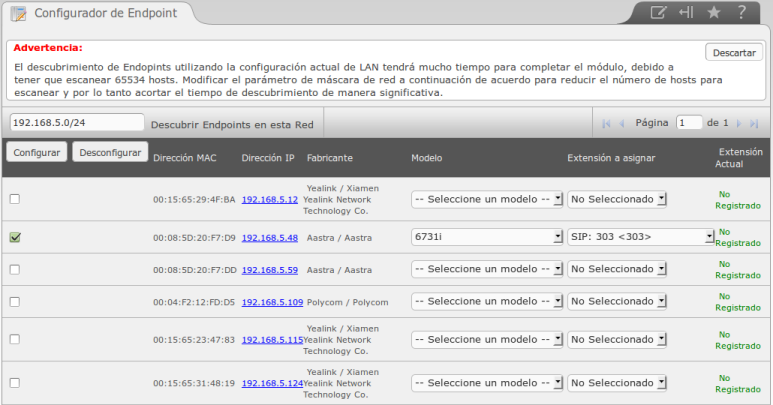 Configurador de Endpoint
Advertencia:
Descartar
El descubrimiento de Endopints utilizando la configuración actual de LAN tendrá mucho tiempo para completar el módulo, debido a
tener que escanear 65534 hosts. Modificar el parámetro de máscara de red a continuación de acuerdo para reducir el número de hosts para
escanear y por lo tanto acortar el tiempo de descubrimiento de manera significativa.
192.168.5.0/24 Descubrir Endpoints en esta Red Página 1 de 1
Configurar Desconfigurar Dirección MAC Dirección IP Fabricante Modelo Extensión a asignar Extensión
Actual
Yealink / Xiamen
00:15:65:29:4F:BA 192.168.5.12 Yealink Network -- Seleccione un modelo -- No Seleccionado No
Technology Co. Registrado
00:08:5D:20:F7:D9 192.168.5.48 Aastra / Aastra 6731i SIP: 303 <303> No
Registrado
00:08:5D:20:F7:DD 192.168.5.59 Aastra / Aastra -- Seleccione un modelo -- No Seleccionado No
Registrado
00:04:F2:12:FD:D5 192.168.5.109 Polycom / Polycom -- Seleccione un modelo -- No Seleccionado No
Registrado
Yealink / Xiamen
00:15:65:23:47:83 192.168.5.115 Yealink Network -- Seleccione un modelo -- No Seleccionado No
Technology Co. Registrado
Yealink / Xiamen
00:15:65:31:48:19 192.168.5.124 Yealink Network -- Seleccione un modelo -- No Seleccionado No
Technology Co. Registrado